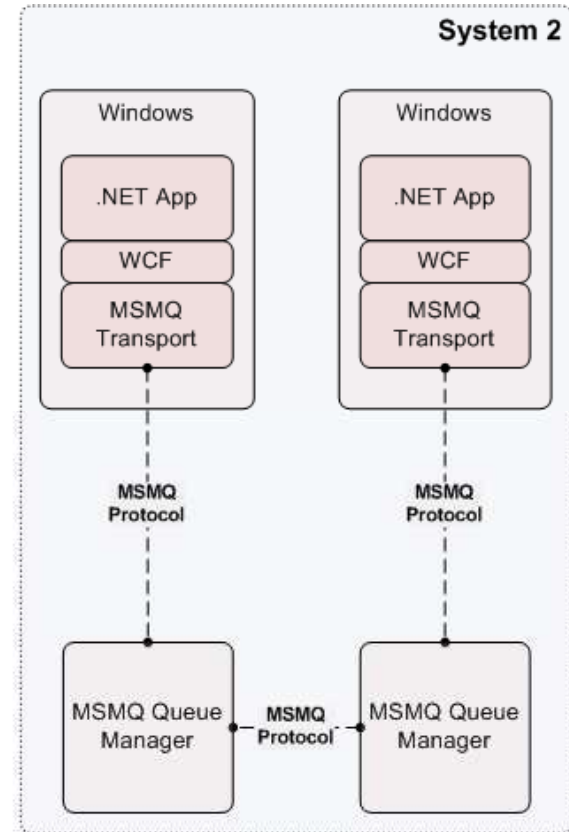 System 2
Windows
.NET App
WCF
MSMQ
Transport
Windows
.NET App
WCF
MSMQ
Transport
MSMQ
Protocol
MSMQ
Protocol
MSMQ Queue
Manager
MSMQ
Protocol
MSMQ Queue
Manager